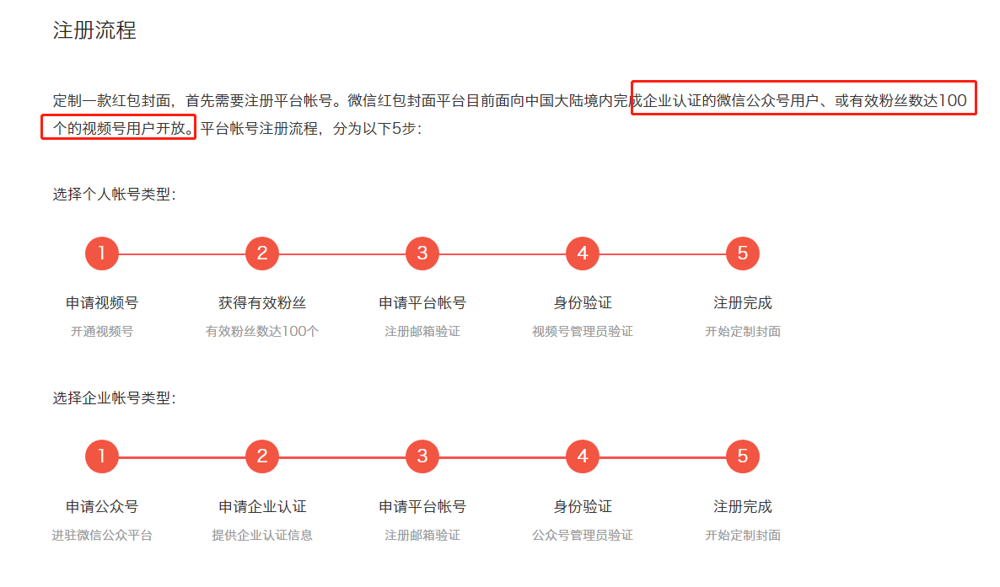 注册流程
定制一款红包封面，首先需要注册平台帐号。微信红包封面平台目前面向中国大陆境内完成企业认证的微信公众号用户、或有效粉丝数达100
个的视频号用户开放。平台帐号注册流程，分为以下5步：
选择个人帐号类型：
1 2 3 4 5
申请视频号 获得有效粉丝 申请平台帐号 身份验证 注册完成
开通视频号 有效粉丝数达100个 注册邮箱验证 视频号管理员验证 开始定制封面
选择企业帐号类型：
1 2 3 4 5
申请公众号 申请企业认证 申请平台帐号 身份验证 注册完成
进驻微信公众平台 提供企业认证信息 注册邮箱验证 公众号管理员验证 开始定制封面